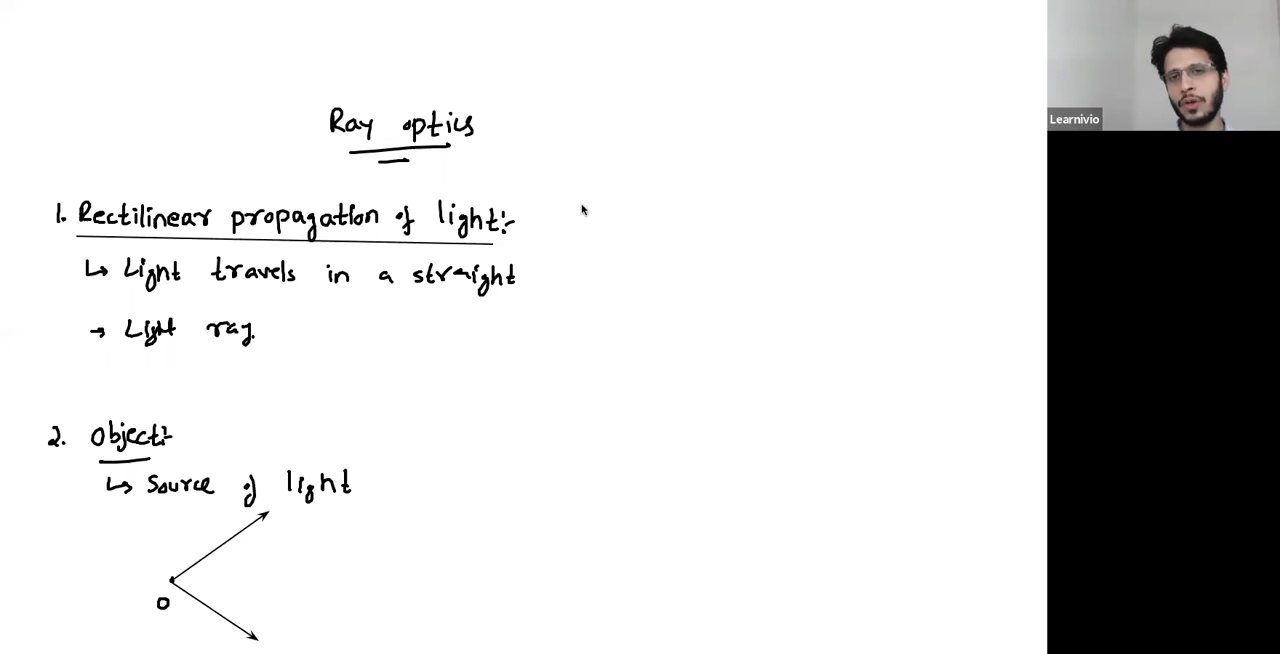 Ray optics
1. Rectilinear propagation of light:-
↳ Light travels in a straight
→ Light ray.
2. Object:-
↳ Source of light
O
Learnivio